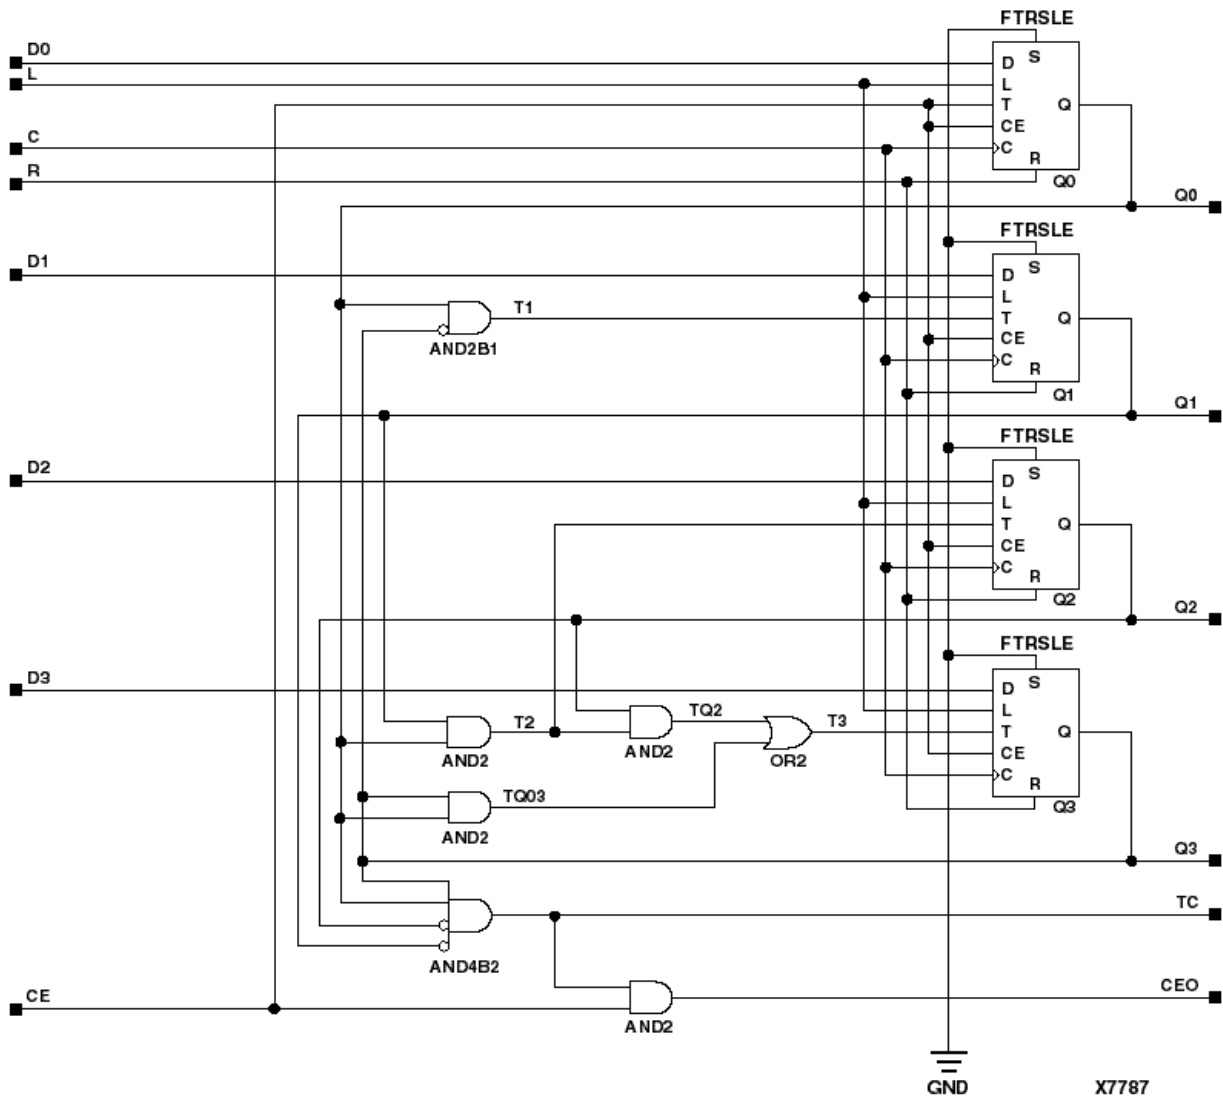 FTRSLE
D0
S
D
L
L
T
Q
CE
C
C
R
R
Q0
Q0
FTRSLE
D1
S
D
T1
L
T
Q
CE
AND2B1
C
R
Q1
Q1
FTRSLE
D2
S
D
L
T
Q
CE
C
R
Q2
Q2
FTRSLE
D3
S
D
T2
TQ2
T3
L
T
Q
AND2
AND2
OR2
CE
C
TQ03
R
Q3
AND2
Q3
TC
AND4B2
CE
CEO
AND2
GND
X7787